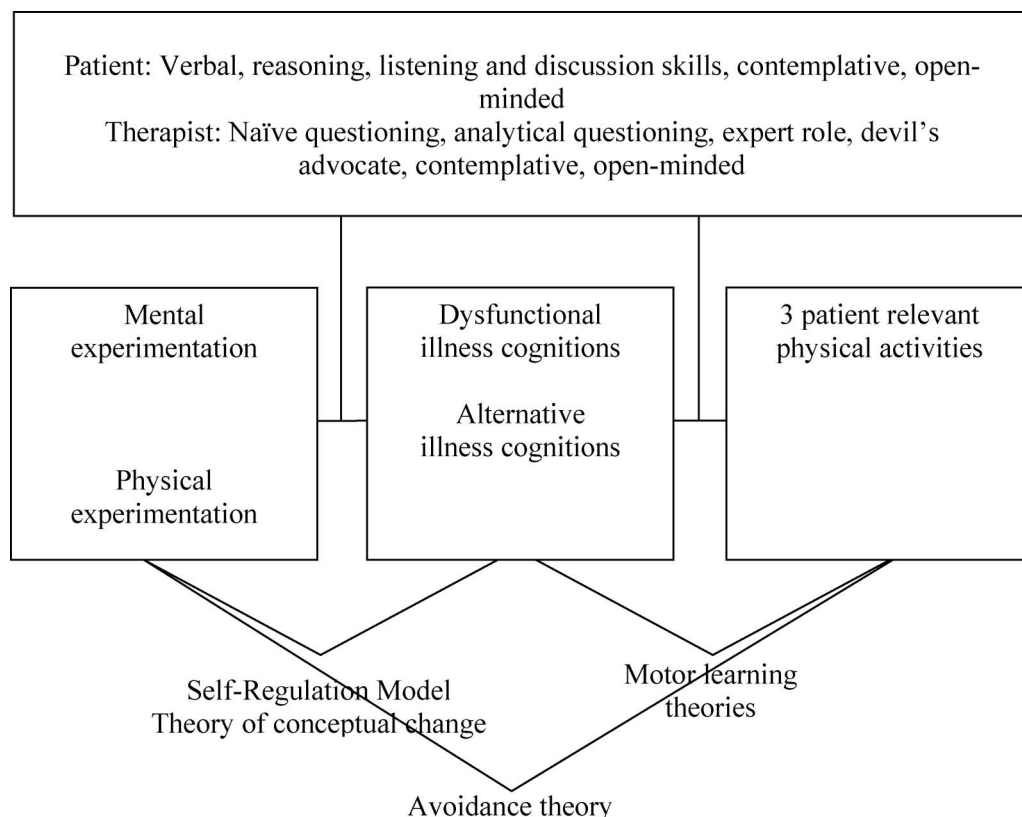 Patient: Verbal, reasoning, listening and discussion skills, contemplative, open-
minded
Therapist: Naïve questioning, analytical questioning, expert role, devil’s
advocate, contemplative, open-minded
Mental
experimentation
Physical
experimentation
Dysfunctional
illness cognitions
Alternative
illness cognitions
3 patient relevant
physical activities
Self-Regulation Model
Theory of conceptual change
Motor learning
theories
Avoidance theory